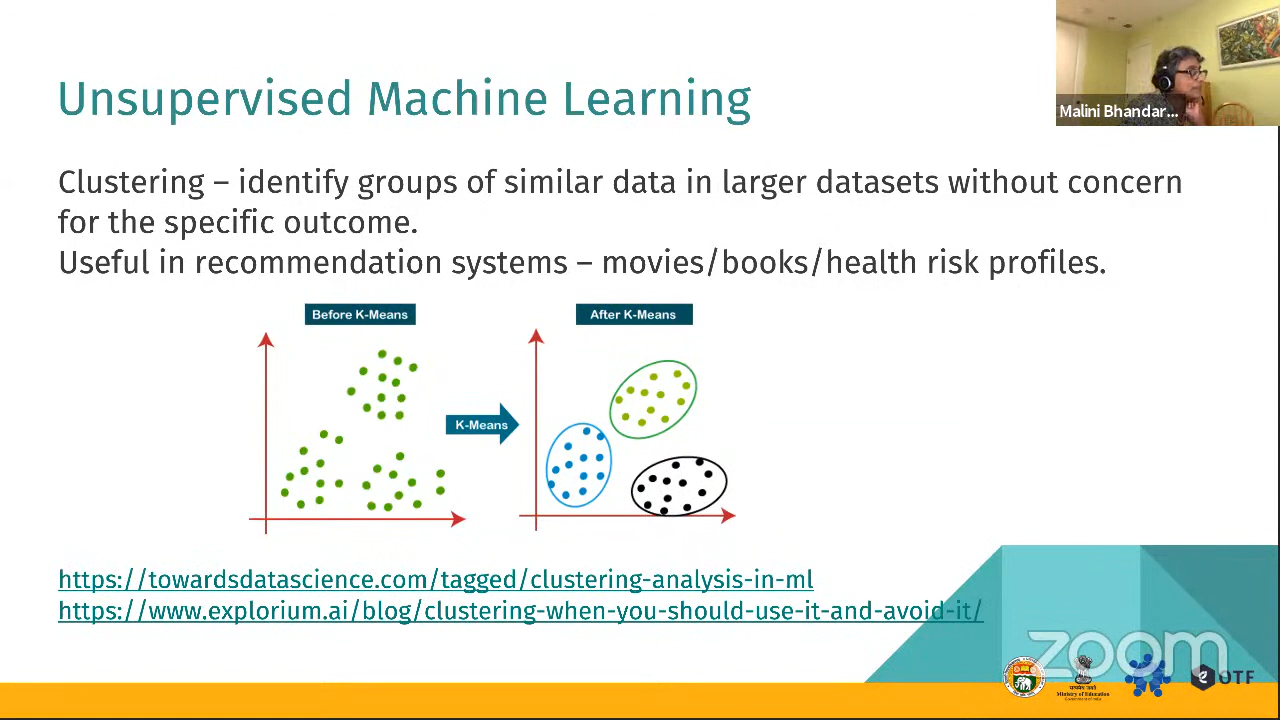 Unsupervised Machine Learning
Malini Bhandar...
Clustering – identify groups of similar data in larger datasets without concern
for the specific outcome.
Useful in recommendation systems – movies/books/health risk profiles.
Before K-Means
After K-Means
K-Means
https://towardsdatascience.com/tagged/clustering-analysis-in-ml
https://www.explorium.ai/blog/clustering-when-you-should-use-it-and-avoid-it/
zoom
Ministry of Education
OTF